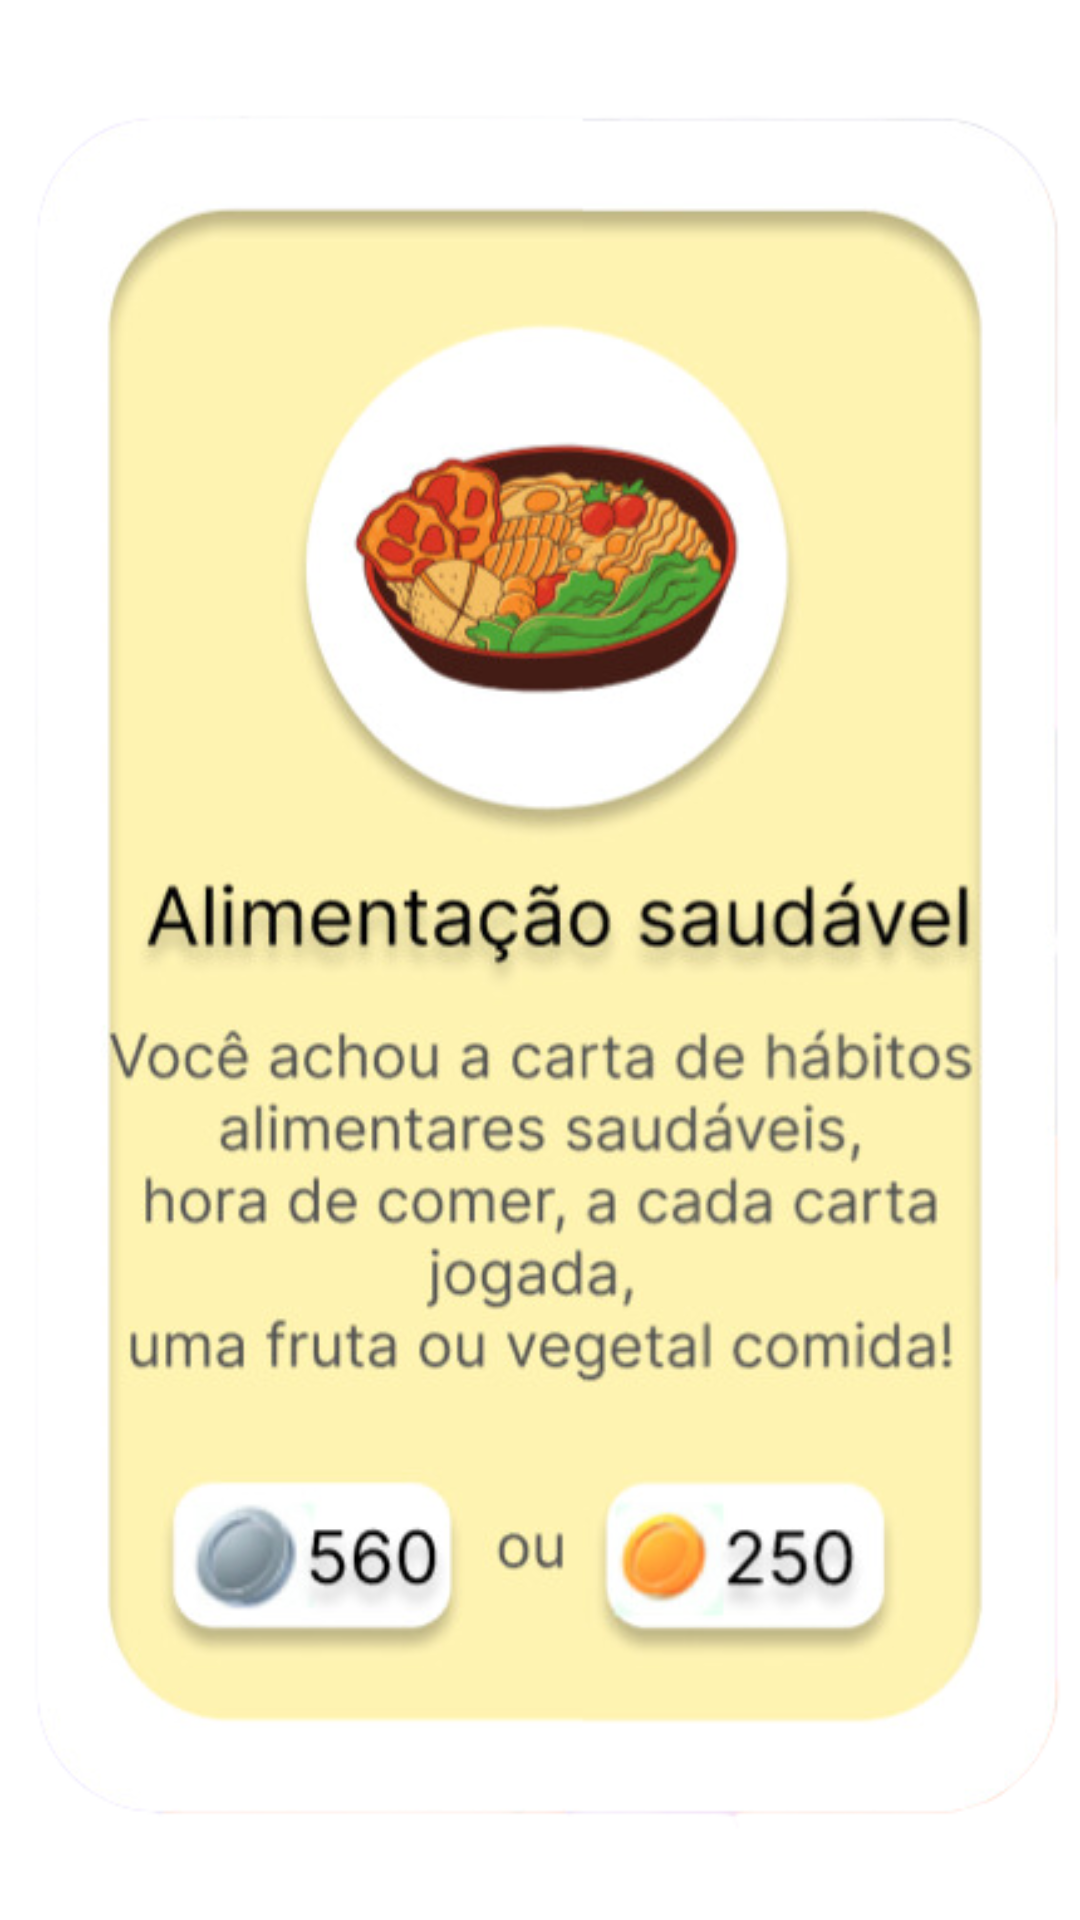 Alimentação saudável
Você achou a carta de hábitos
alimentares saudáveis,
hora de comer, a cada carta
jogada,
uma fruta ou vegetal comida!
560 ou 250